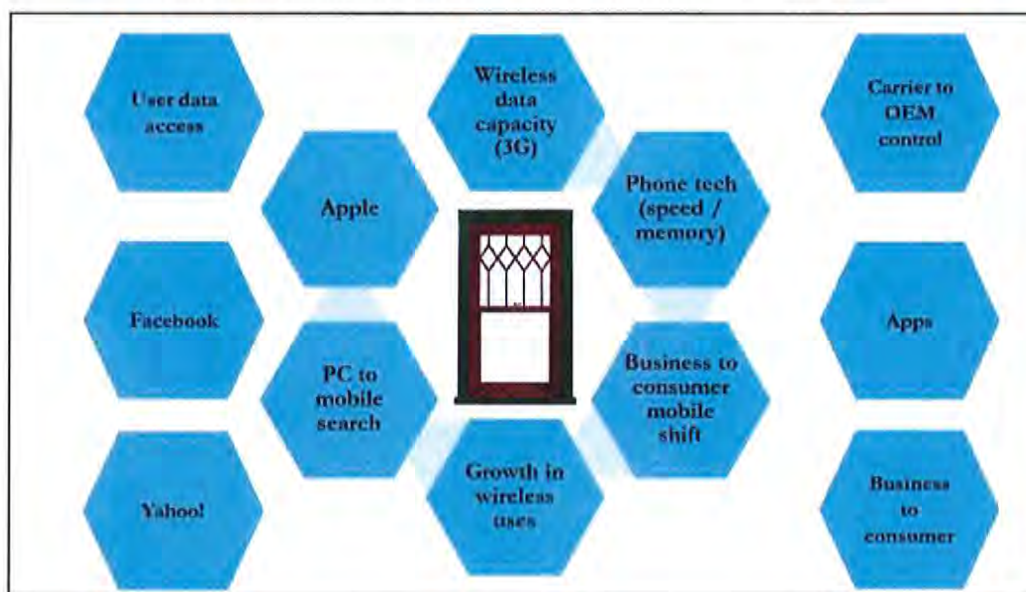 User data
access
Wireless
data
capacity
(3G)
Carrier to
OEM
control
Apple
Phone tech
(speed /
memory)
Facebook
Apps
PC to
mobile
search
Business to
consumer
mobile
shift
Yahoo!
Growth in
wireless
uses
Business
to
consumer